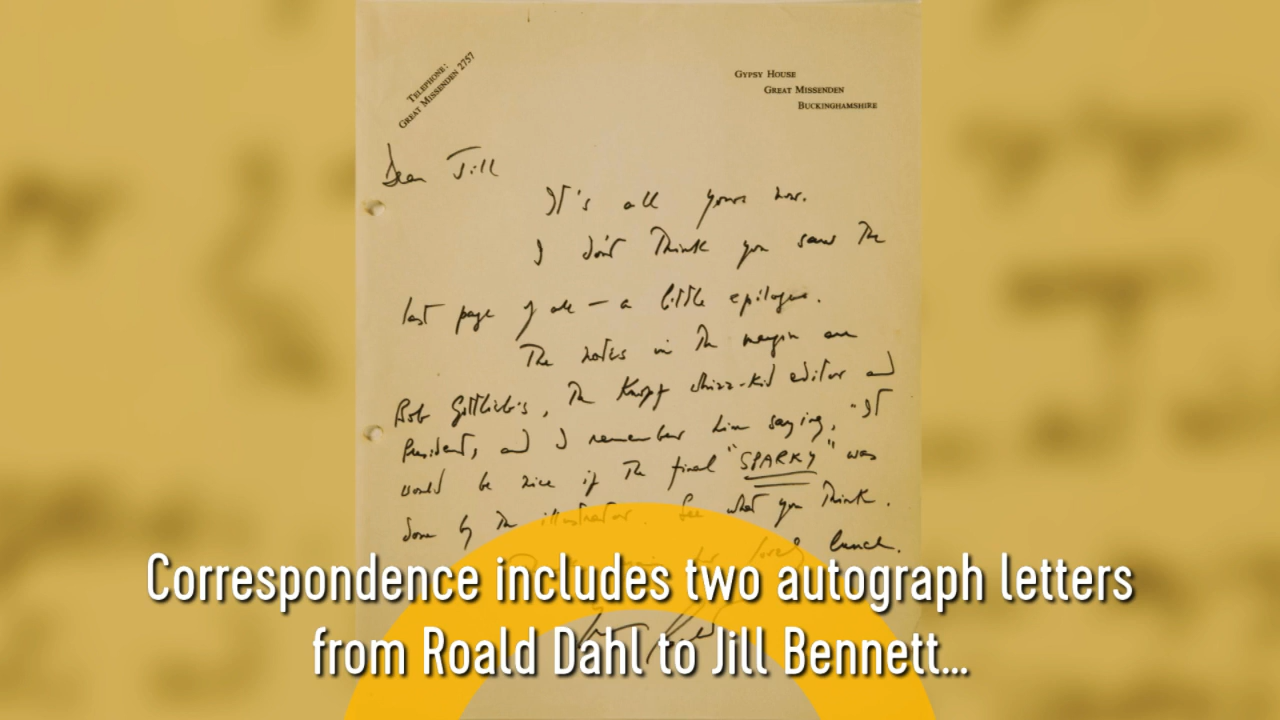 TELEPHONE:
GREAT MISSENDEN 2757
GYPSY HOUSE
GREAT MISSENDEN
BUCKINGHAMSHIRE
Dear Jill
It's all yours now.
I don't think you saw the
last page of all – a little epilogue.
The notes in the margin are
Bob Gottlieb's, the Knopf whizz-kid editor and
President, and I remember him saying, "It
would be nice if the final "SPARKY" was
done by the illustrator. See what you think.
lovely lunch.
Correspondence includes two autograph letters
from Roald Dahl to Jill Bennett...